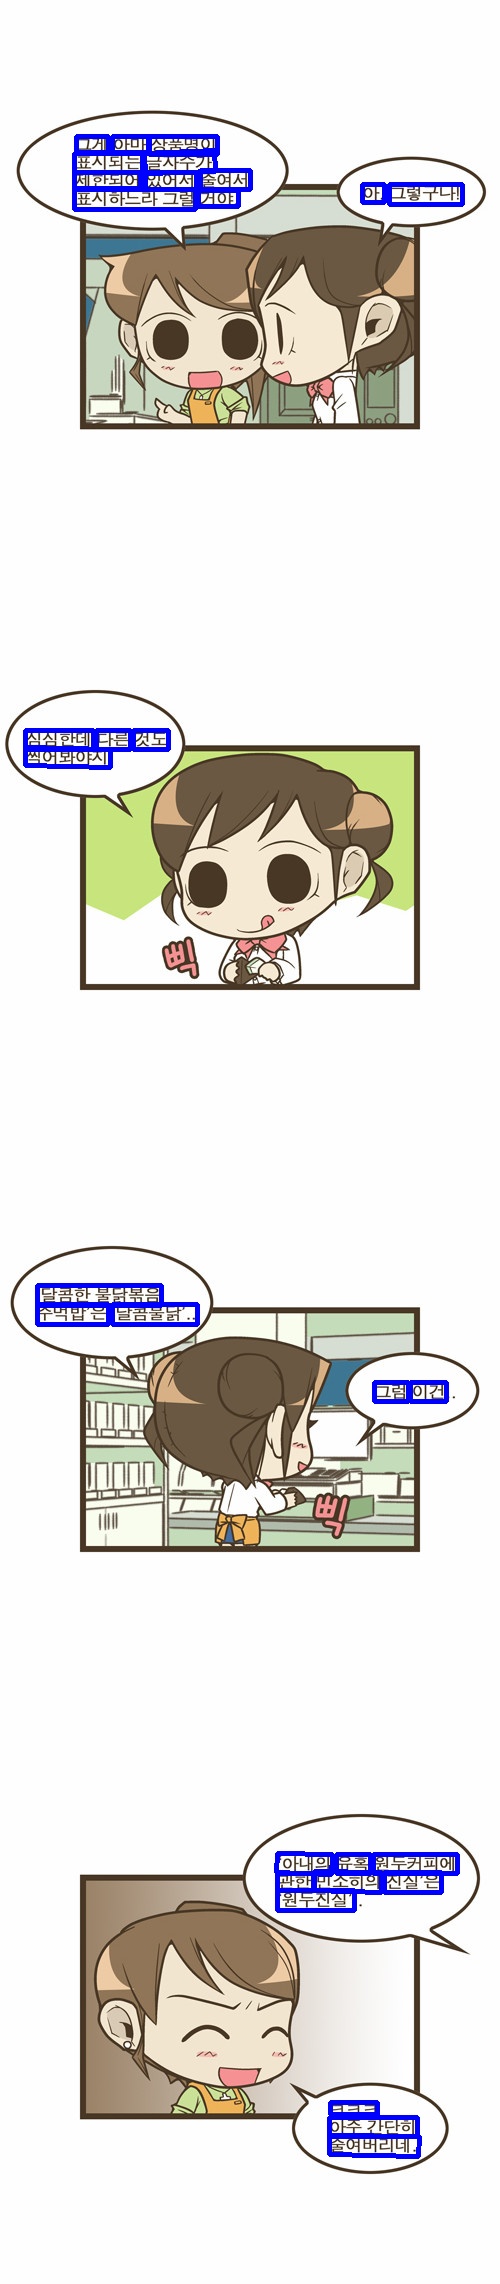 그게 아마 상품명이
표시되는 글자수가
제한되어 있어서 줄여서
표시하느라 그럴 거야
아, 그렇구나!
심심한데 다른 것도
찍어봐야지
삑
'달콤한 불닭볶음
주먹밥'은 '달콤불닭'..
그럼 이건..
삑
'아내의 유혹 원두커피에
관한 민소희의 진실'은
'원두진실'.
ㅋㅋㅋ
아주 간단히
줄여버리네.